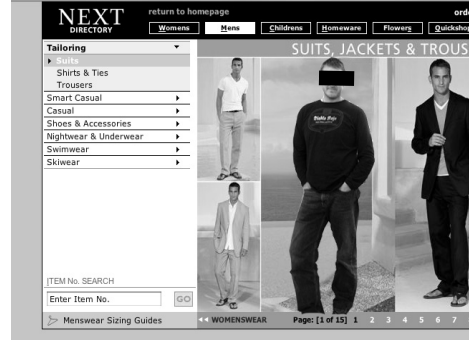 NEXT
DIRECTORY
return to homepage
Womens Mens Childrens Homeware Flowers
SUITS, JACKETS &
Tailoring
Suits
Shirts & Ties
Trousers
Smart Casual
Casual
Shoes & Accessories
Nightwear & Underwear
Swimwear
Skiwear
ITEM No. SEARCH
Enter Item No. GO
Menswear Sizing Guides
WOMENSWEAR Page: [1 of 15] 1 2 3 4 5 6 7